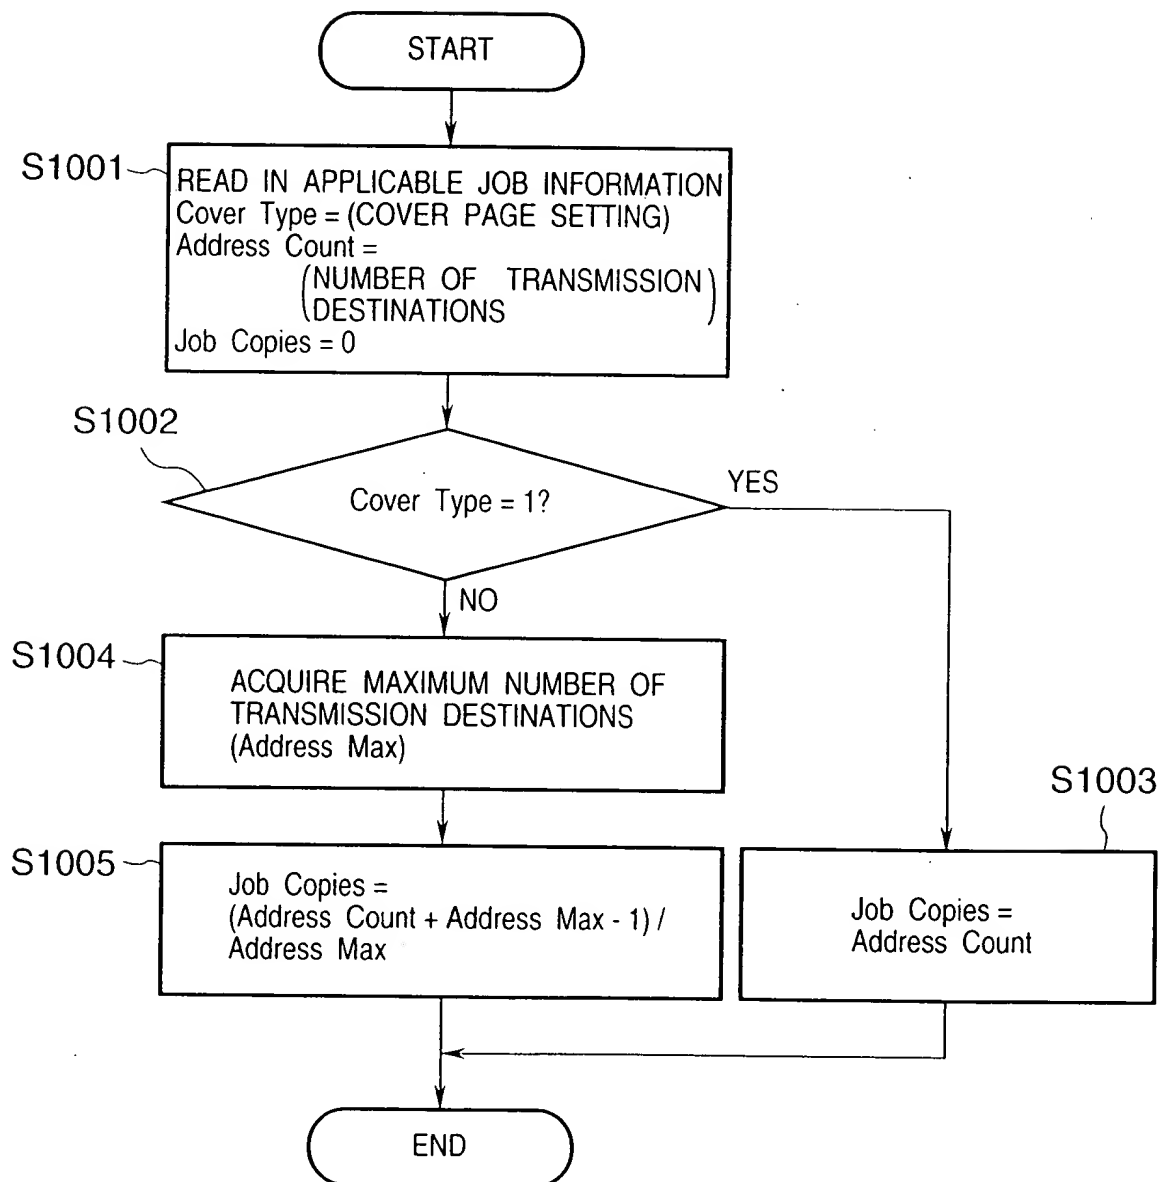 START
S1001
READ IN APPLICABLE JOB INFORMATION
Cover Type = (COVER PAGE SETTING)
Address Count =
(NUMBER OF TRANSMISSION
DESTINATIONS)
Job Copies = 0
S1002
Cover Type = 1?
YES
NO
S1004
ACQUIRE MAXIMUM NUMBER OF
TRANSMISSION DESTINATIONS
(Address Max)
S1003
S1005
Job Copies =
(Address Count + Address Max - 1) /
Address Max
Job Copies =
Address Count
END